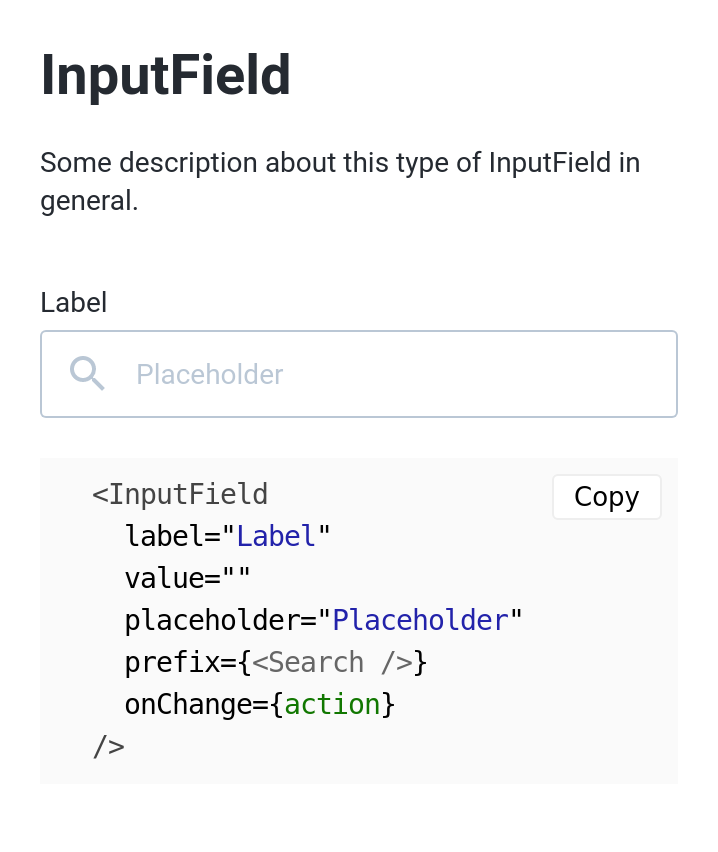 InputField
Some description about this type of InputField in
general.
Label
Placeholder
Copy
<InputField
  label="Label"
  value=""
  placeholder="Placeholder"
  prefix={<Search />}
  onChange={action}
/>